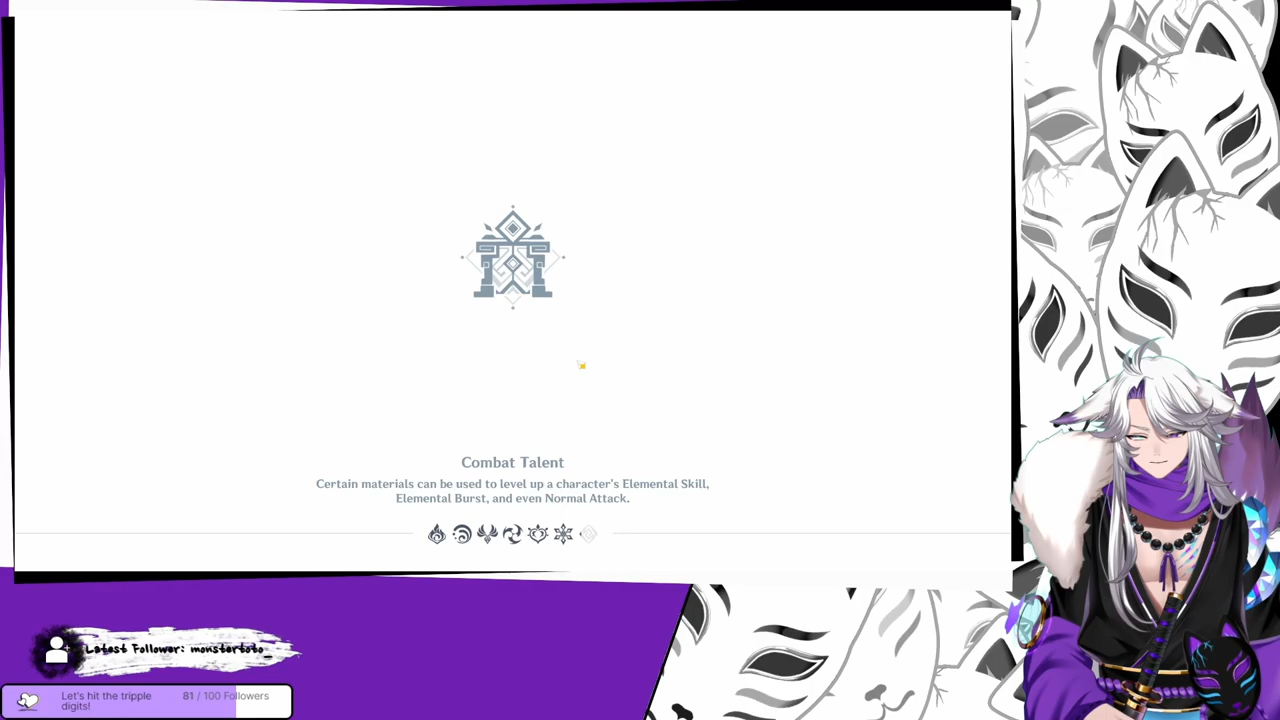 Combat Talent
Certain materials can be used to level up a character's Elemental Skill,
Elemental Burst, and even Normal Attack.
Latest Follower: monstertoto_
Let's hit the tripple
digits!
81 / 100 Followers